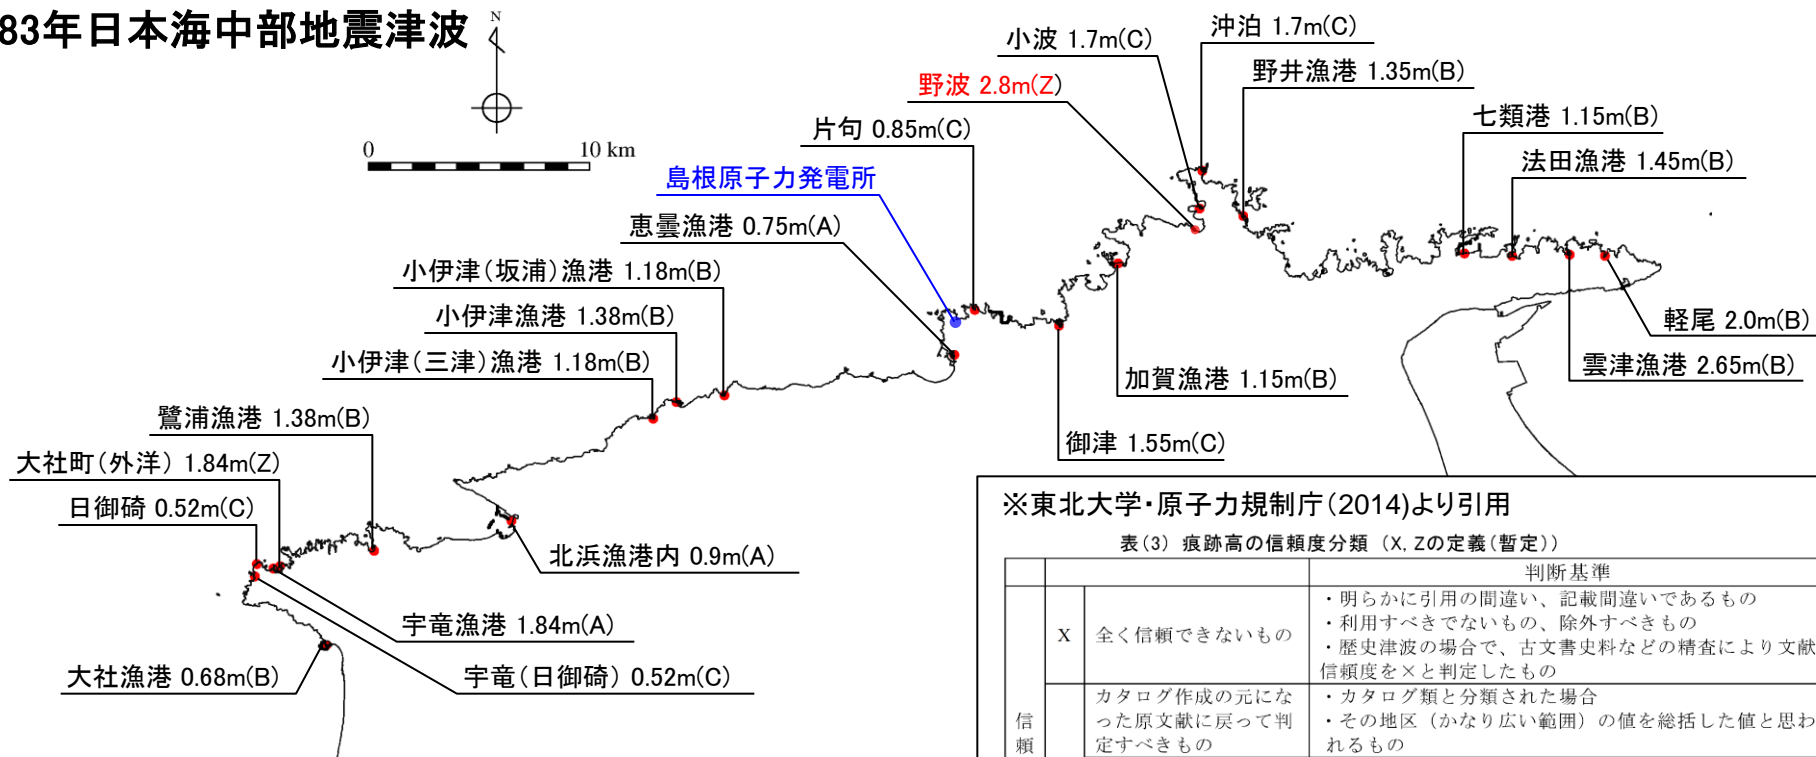 83年日本海中部地震津波
N
0 10 km
沖泊 1.7m(C)
小波 1.7m(C)
野井漁港 1.35m(B)
野波 2.8m(Z)
七類港 1.15m(B)
片句 0.85m(C)
法田漁港 1.45m(B)
島根原子力発電所
恵曇漁港 0.75m(A)
小伊津(坂浦)漁港 1.18m(B)
小伊津漁港 1.38m(B)
軽尾 2.0m(B)
小伊津(三津)漁港 1.18m(B)
雲津漁港 2.65m(B)
加賀漁港 1.15m(B)
鷺浦漁港 1.38m(B)
御津 1.55m(C)
大社町(外洋) 1.84m(Z)
日御碕 0.52m(C)
北浜漁港内 0.9m(A)
宇竜漁港 1.84m(A)
大社漁港 0.68m(B)
宇竜(日御碕) 0.52m(C)
※東北大学・原子力規制庁(2014)より引用
表(3) 痕跡高の信頼度分類 (X, Zの定義(暫定))
判断基準
X 全く信頼できないもの
・明らかに引用の間違い、記載間違いであるもの
・利用すべきでないもの、除外すべきもの
・歴史津波の場合で、古文書史料などの精査により文献
信頼度を×と判定したもの
信
頼
カタログ作成の元にな
った原文献に戻って判
定すべきもの
・カタログ類と分類された場合
・その地区（かなり広い範囲）の値を総括した値と思わ
れるもの